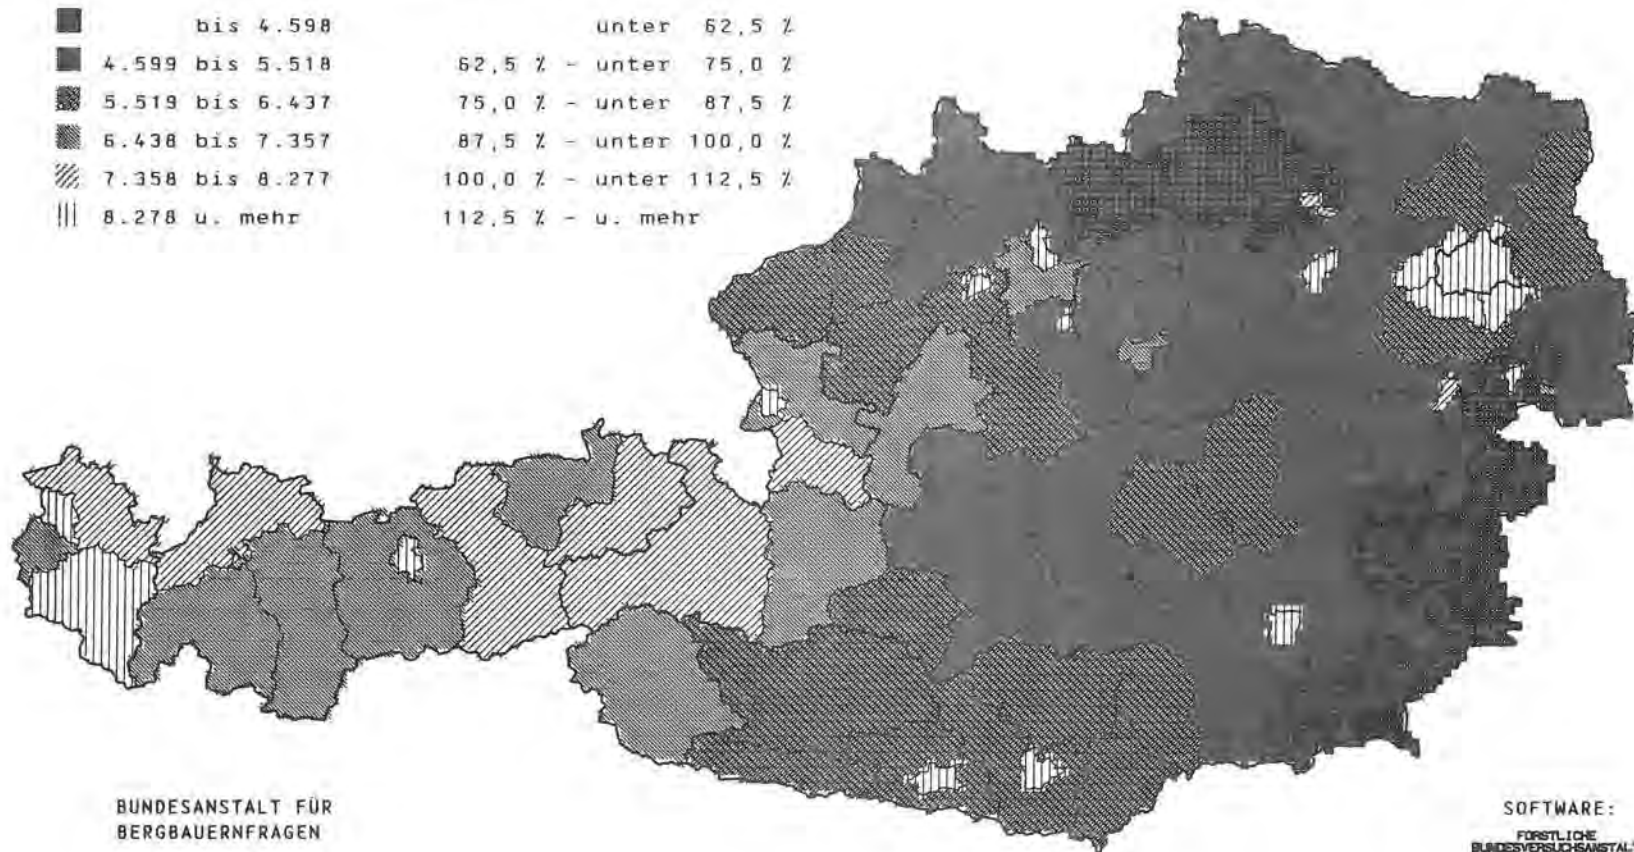 bis 4.598 unter 62,5 %
4.599 bis 5.518 62,5 % - unter 75,0 %
5.519 bis 6.437 75,0 % - unter 87,5 %
6.438 bis 7.357 87,5 % - unter 100,0 %
7.358 bis 8.277 100,0 % - unter 112,5 %
8.278 u. mehr 112,5 % - u. mehr
BUNDESANSTALT FÜR
BERGBAUERNFRAGEN
SOFTWARE:
FORSTLICHE
BUNDESVERSUCHSANSTALT